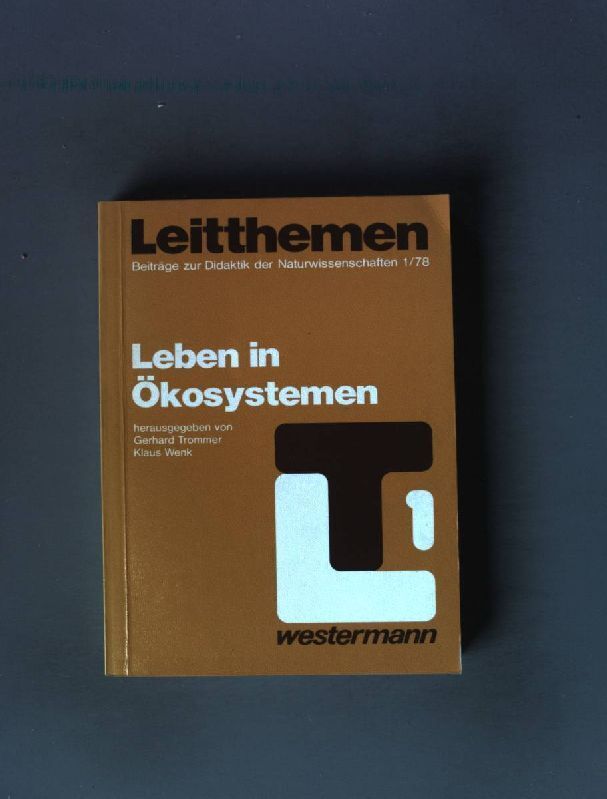 Leitthemen
Beiträge zur Didaktik der Naturwissenschaften 1/78
Leben in
Ökosystemen
herausgegeben von
Gerhard Trommer
Klaus Wenk
LT 1
westermann